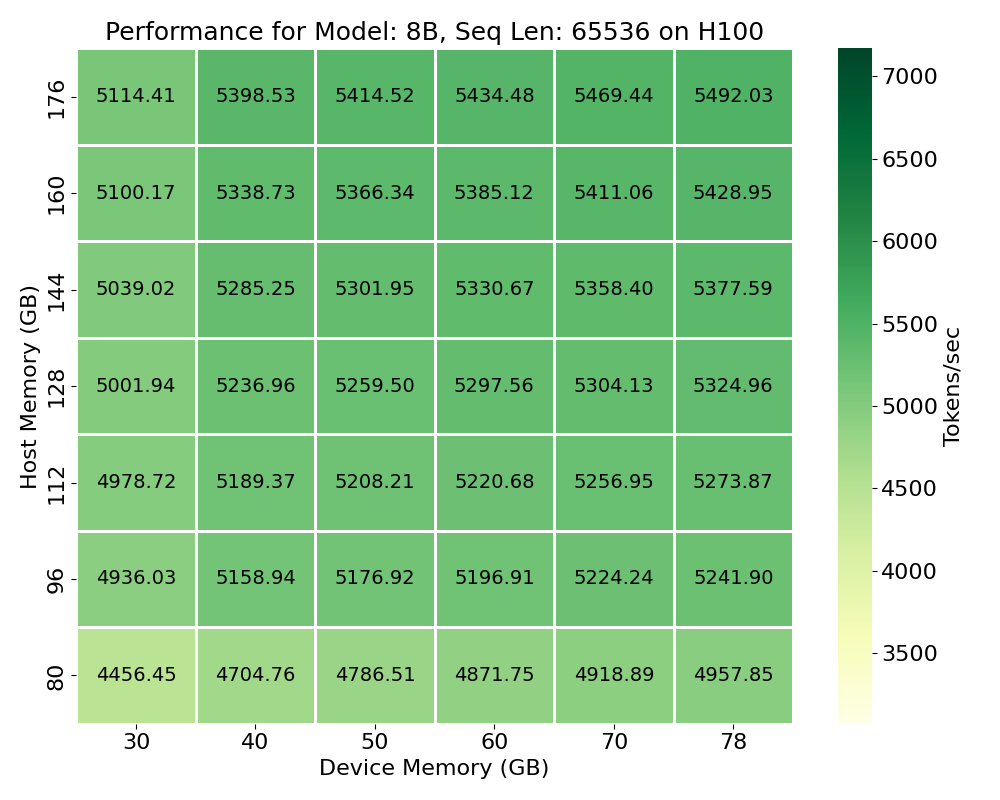 Performance for Model: 8B, Seq Len: 65536 on H100
176 5114.41 5398.53 5414.52 5434.48 5469.44 5492.03
160 5100.17 5338.73 5366.34 5385.12 5411.06 5428.95
144 5039.02 5285.25 5301.95 5330.67 5358.40 5377.59
128 5001.94 5236.96 5259.50 5297.56 5304.13 5324.96
112 4978.72 5189.37 5208.21 5220.68 5256.95 5273.87
96 4936.03 5158.94 5176.92 5196.91 5224.24 5241.90
80 4456.45 4704.76 4786.51 4871.75 4918.89 4957.85
30 40 50 60 70 78
Device Memory (GB)
Host Memory (GB)
7000
6500
6000
5500
5000
4500
4000
3500
Tokens/sec